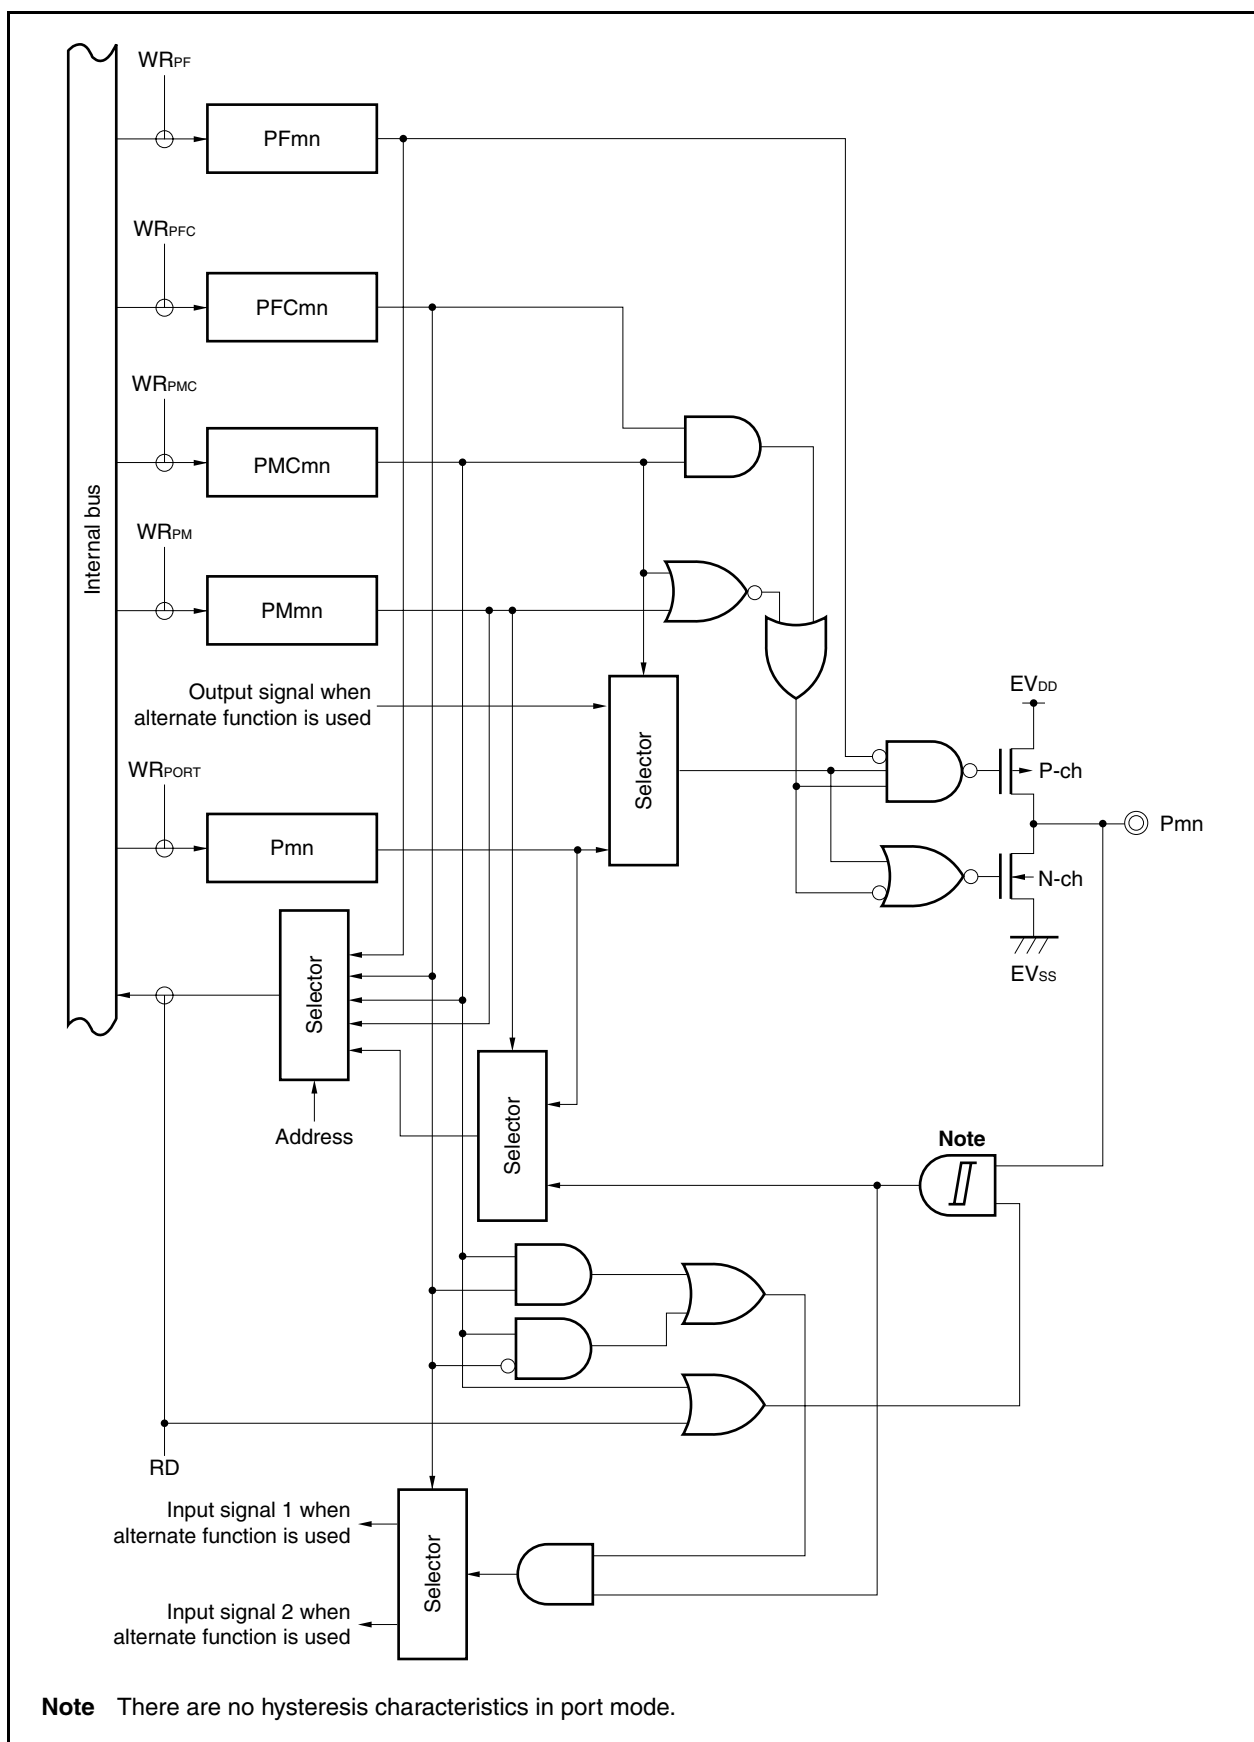 WRPF
PFmn
WRPFC
PFCmn
WRPMC
PMCmn
Internal bus
WRPM
PMmn
Output signal when
alternate function is used
Selector
EVDD
P-ch
WRPORT
Pmn
Pmn
N-ch
EVSS
Selector
Address
Selector
Note
RD
Input signal 1 when
alternate function is used
Selector
Input signal 2 when
alternate function is used
Note There are no hysteresis characteristics in port mode.